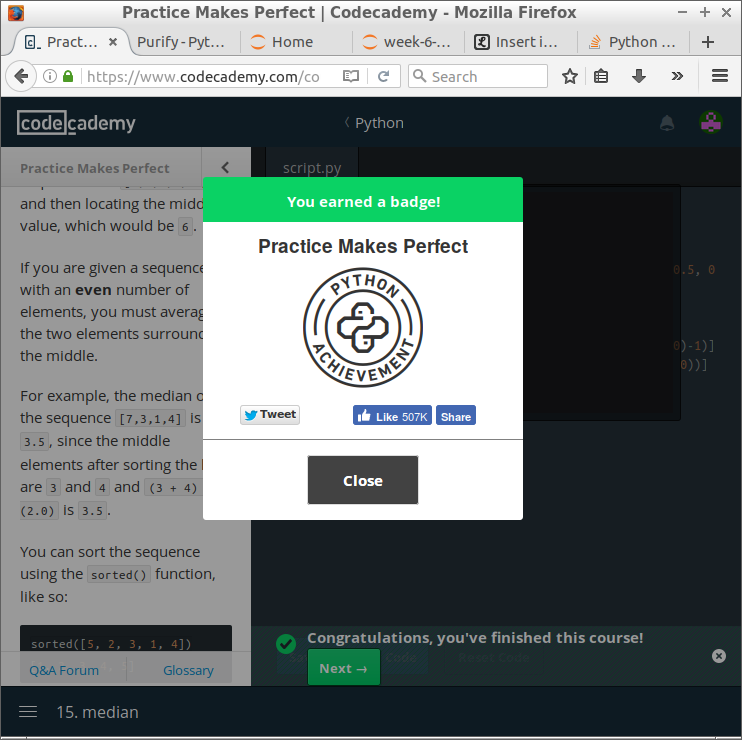 Practice Makes Perfect | Codecademy - Mozilla Firefox
Pract...
Purify - Pyt...
Home
week-6-...
Insert i...
Python ...
https://www.codecademy.com/co
Search
codecademy
Python
Practice Makes Perfect
script.py
and then locating the midd
value, which would be 6.
If you are given a sequence
with an even number of
elements, you must averag
the two elements surround
the middle.
For example, the median o
the sequence [7,3,1,4] is
3.5, since the middle
elements after sorting the l
are 3 and 4 and (3 + 4)
(2.0) is 3.5.
You can sort the sequence
using the sorted() function,
like so:
sorted([5, 2, 3, 1, 4])
Q&A Forum
Glossary
0.5, 0
0)-1)]
0))]
You earned a badge!
Practice Makes Perfect
PYTHON
ACHIEVEMENT
Tweet
Like 507K
Share
Close
Congratulations, you've finished this course!
Next →
15. median